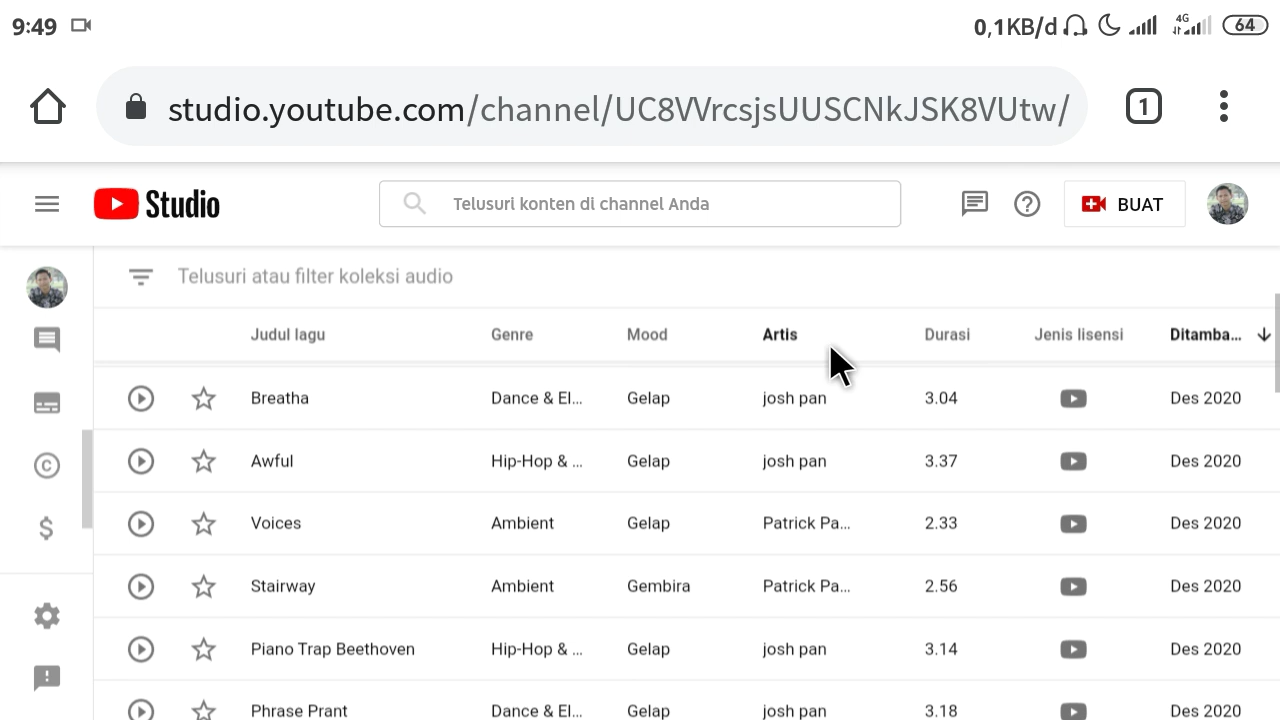 9:49 0,1KB/d 4G 64
studio.youtube.com/channel/UC8VVrcsjsUUSCNkJSK8VUtw/ 1
Studio Telusuri konten di channel Anda BUAT
Telusuri atau filter koleksi audio
Judul lagu Genre Mood Artis Durasi Jenis lisensi Ditamba...
Breatha Dance & El... Gelap josh pan 3.04 Des 2020
Awful Hip-Hop & ... Gelap josh pan 3.37 Des 2020
Voices Ambient Gelap Patrick Pa... 2.33 Des 2020
Stairway Ambient Gembira Patrick Pa... 2.56 Des 2020
Piano Trap Beethoven Hip-Hop & ... Gelap josh pan 3.14 Des 2020
Phrase Prant Dance & El... Gelap josh pan 3.18 Des 2020